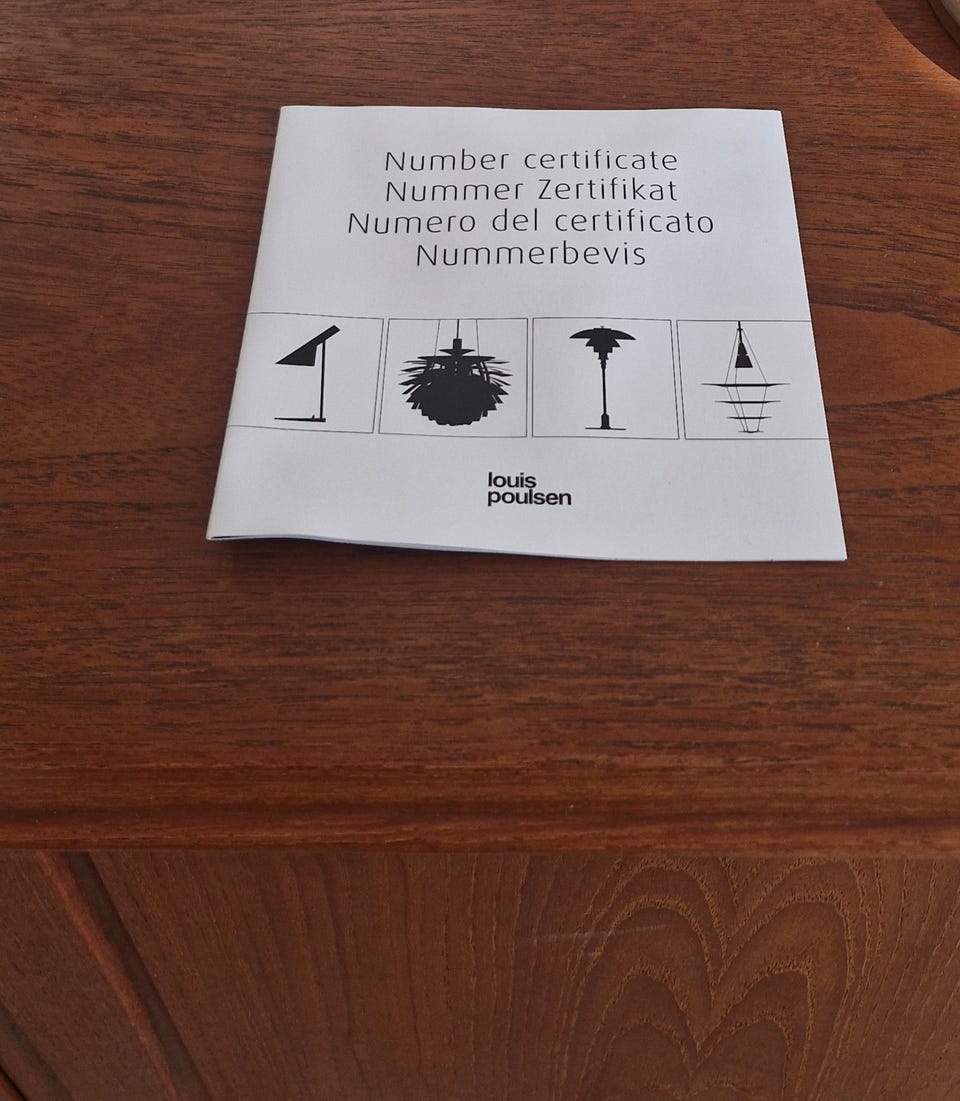 Number certificate
Nummer Zertifikat
Numero del certificato
Nummerbevis
louis
poulsen